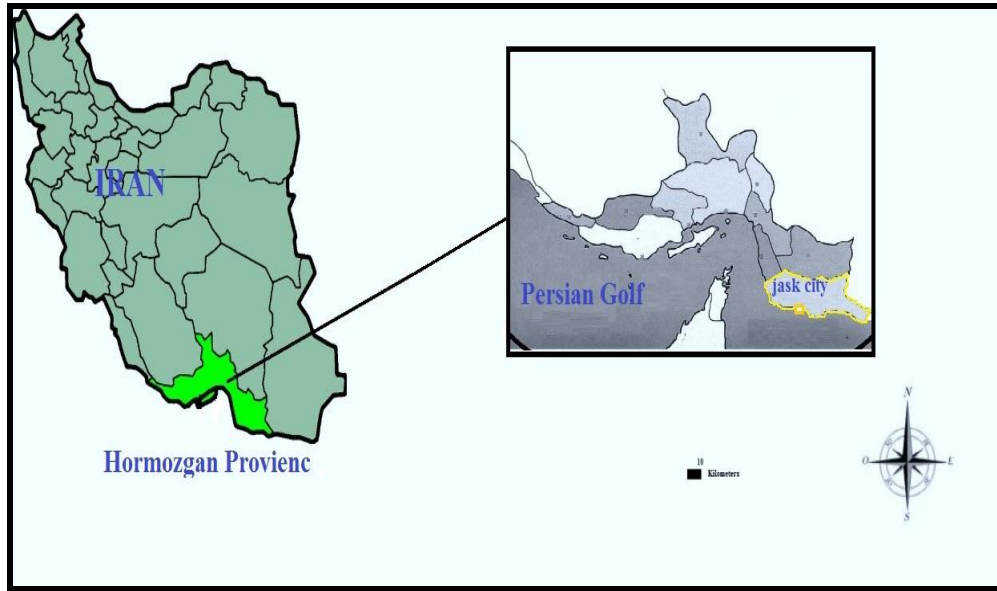 IRAN
Hormozgan Provienc
Persian Golf
jask city
10
Kilometers
N
O
E
S